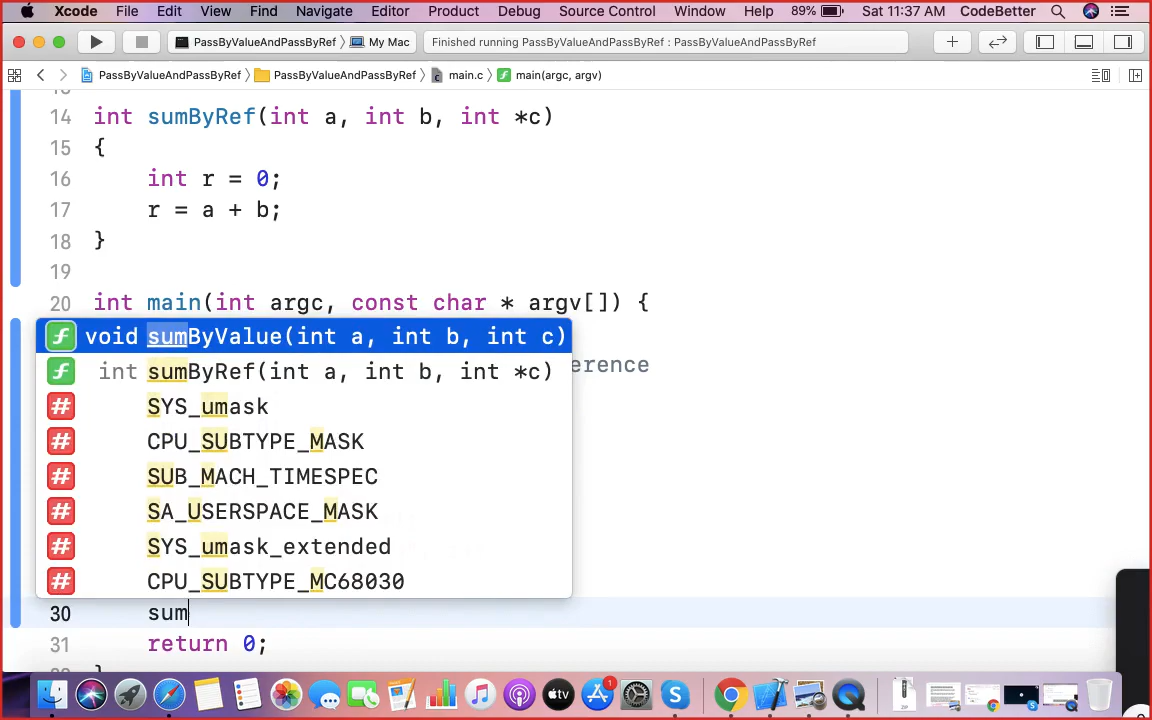 Xcode File Edit View Find Navigate Editor Product Debug Source Control Window Help 89% Sat 11:37 AM CodeBetter
PassByValueAndPassByRef 〉 My Mac Finished running PassByValueAndPassByRef : PassByValueAndPassByRef
PassByValueAndPassByRef 〉 PassByValueAndPassByRef 〉 main.c 〉 main(argc, argv)
14 int sumByRef(int a, int b, int *c)
15 {
16 int r = 0;
17 r = a + b;
18 }
19
20 int main(int argc, const char * argv[]) {
void sumByValue(int a, int b, int c)
erence
int sumByRef(int a, int b, int *c)
SYS_umask
CPU_SUBTYPE_MASK
SUB_MACH_TIMESPEC
SA_USERSPACE_MASK
SYS_umask_extended
CPU_SUBTYPE_MC68030
30 sum
31 return 0;
}
tv
1
ZIP